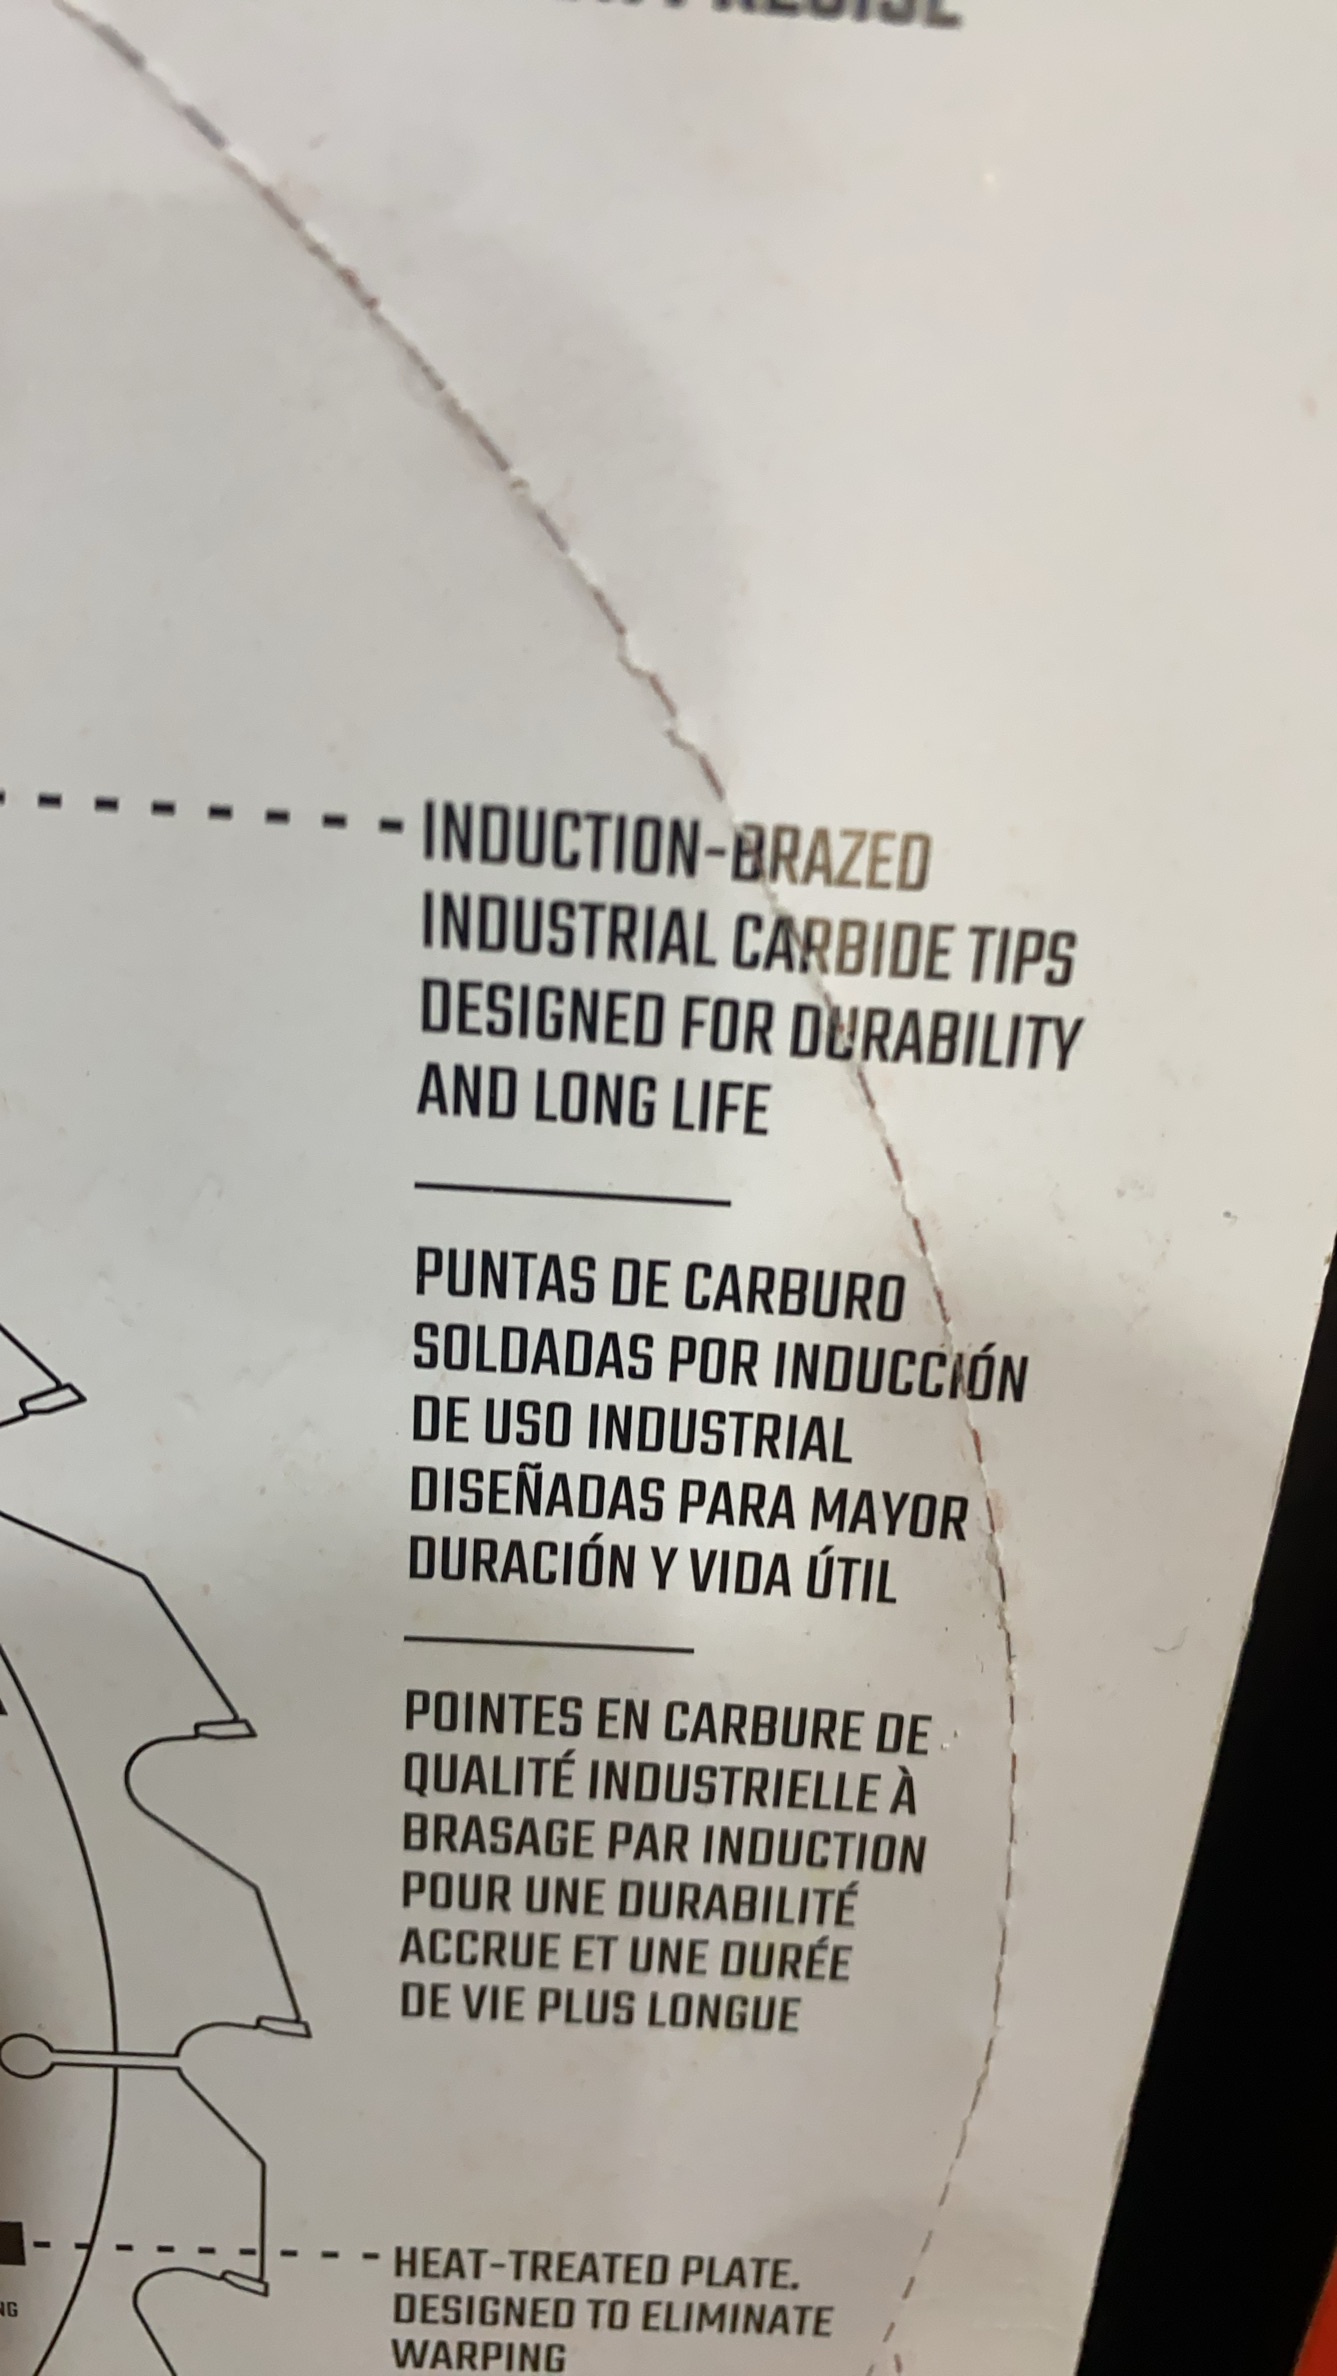 INDUCTION-BRAZED
INDUSTRIAL CARBIDE TIPS
DESIGNED FOR DURABILITY
AND LONG LIFE
PUNTAS DE CARBURO
SOLDADAS POR INDUCCIÓN
DE USO INDUSTRIAL
DISEÑADAS PARA MAYOR
DURACIÓN Y VIDA ÚTIL
POINTES EN CARBURE DE
QUALITÉ INDUSTRIELLE À
BRASAGE PAR INDUCTION
POUR UNE DURABILITÉ
ACCRUE ET UNE DURÉE
DE VIE PLUS LONGUE
HEAT-TREATED PLATE.
DESIGNED TO ELIMINATE
WARPING